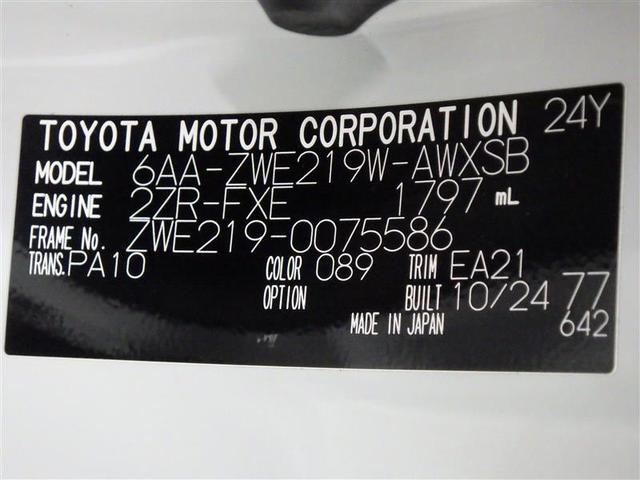 TOYOTA MOTOR CORPORATION 24Y
MODEL 6AA-ZWE219W-AWXSB
ENGINE 2ZR-FXE 1797 mL
FRAME No. ZWE219-0075586
TRANS. PA10 COLOR 089 TRIM EA21
OPTION BUILT 10/24 77
MADE IN JAPAN 642